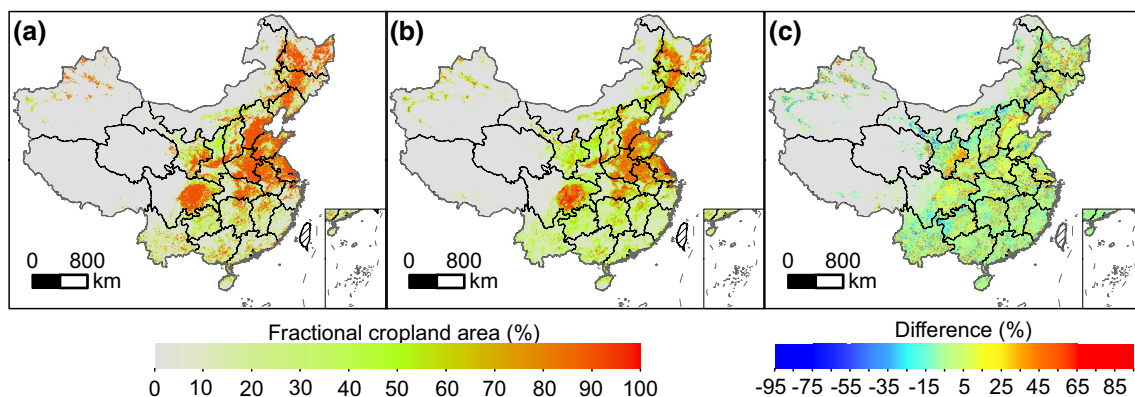 (a)
0 800
km
(b)
0 800
km
(c)
0 800
km
Fractional cropland area (%)
0 10 20 30 40 50 60 70 80 90 100
Difference (%)
-95 -75 -55 -35 -15 5 25 45 65 85